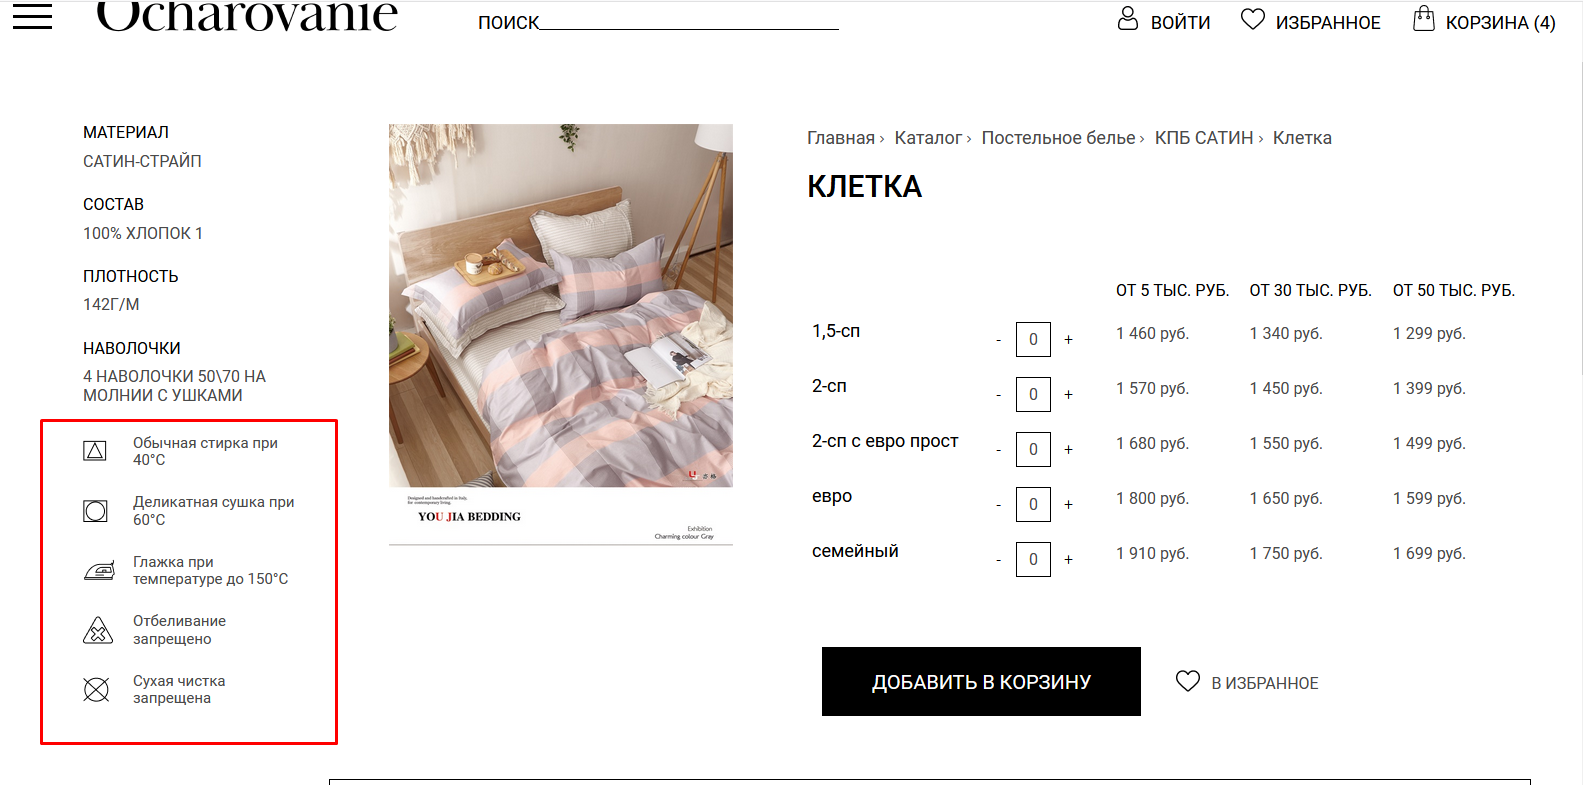 Ocharovanie
ПОИСК
ВОЙТИ
ИЗБРАННОЕ
КОРЗИНА (4)
МАТЕРИАЛ
САТИН-СТРАЙП
СОСТАВ
100% ХЛОПОК 1
ПЛОТНОСТЬ
142Г/М
НАВОЛОЧКИ
4 НАВОЛОЧКИ 50\70 НА
МОЛНИИ С УШКАМИ
Обычная стирка при
40°C
Деликатная сушка при
60°C
Глажка при
температуре до 150°C
Отбеливание
запрещено
Сухая чистка
запрещена
Designed and handcrafted in Italy,
for contemporary living.
YOU JIA BEDDING
Exhibition
Charming colour Gray
Главная › Каталог › Постельное белье › КПБ САТИН › Клетка
КЛЕТКА
ОТ 5 ТЫС. РУБ. ОТ 30 ТЫС. РУБ. ОТ 50 ТЫС. РУБ.
1,5-сп - 0 + 1 460 руб. 1 340 руб. 1 299 руб.
2-сп - 0 + 1 570 руб. 1 450 руб. 1 399 руб.
2-сп с евро прост - 0 + 1 680 руб. 1 550 руб. 1 499 руб.
евро - 0 + 1 800 руб. 1 650 руб. 1 599 руб.
семейный - 0 + 1 910 руб. 1 750 руб. 1 699 руб.
ДОБАВИТЬ В КОРЗИНУ
В ИЗБРАННОЕ